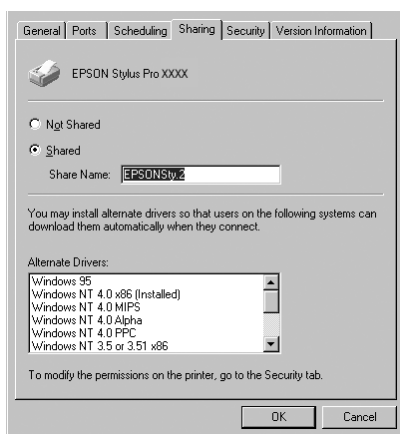 General Ports Scheduling Sharing Security Version Information
EPSON Stylus Pro XXXX
Not Shared
Shared
Share Name: EPSONSty.2
You may install alternate drivers so that users on the following systems can
download them automatically when they connect.
Alternate Drivers:
Windows 95
Windows NT 4.0 x86 (Installed)
Windows NT 4.0 MIPS
Windows NT 4.0 Alpha
Windows NT 4.0 PPC
Windows NT 3.5 or 3.51 x86
To modify the permissions on the printer, go to the Security tab.
OK Cancel